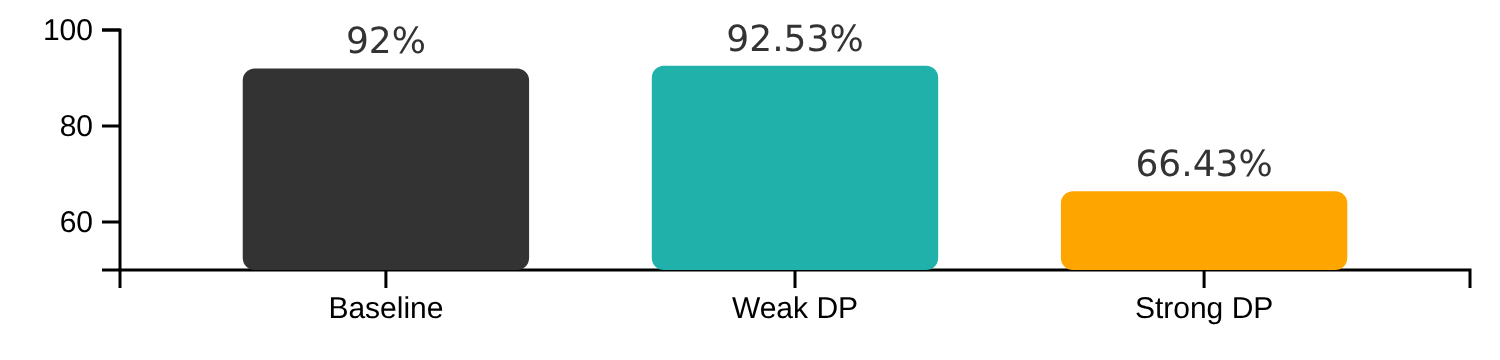 100
80
60
92%
92.53%
66.43%
Baseline
Weak DP
Strong DP